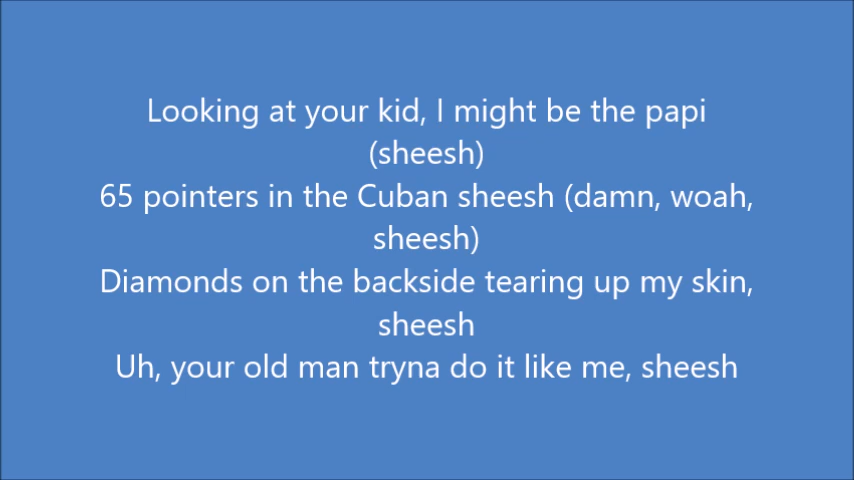 Looking at your kid, I might be the papi
(sheesh)
65 pointers in the Cuban sheesh (damn, woah,
sheesh)
Diamonds on the backside tearing up my skin,
sheesh
Uh, your old man tryna do it like me, sheesh